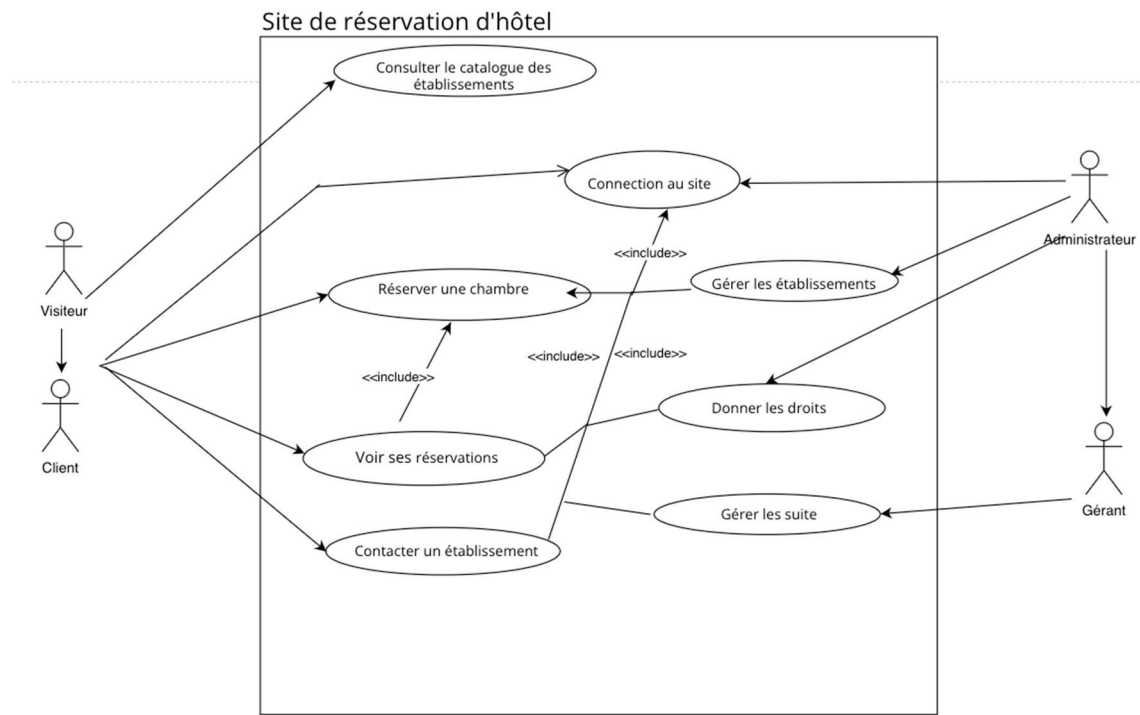 Site de réservation d'hôtel
Consulter le catalogue des
établissements
Connection au site
Administrateur
<<include>>
Visiteur
Réserver une chambre
Gérer les établissements
<<include>>
<<include>>
<<include>>
Donner les droits
Client
Voir ses réservations
Gérer les suite
Gérant
Contacter un établissement